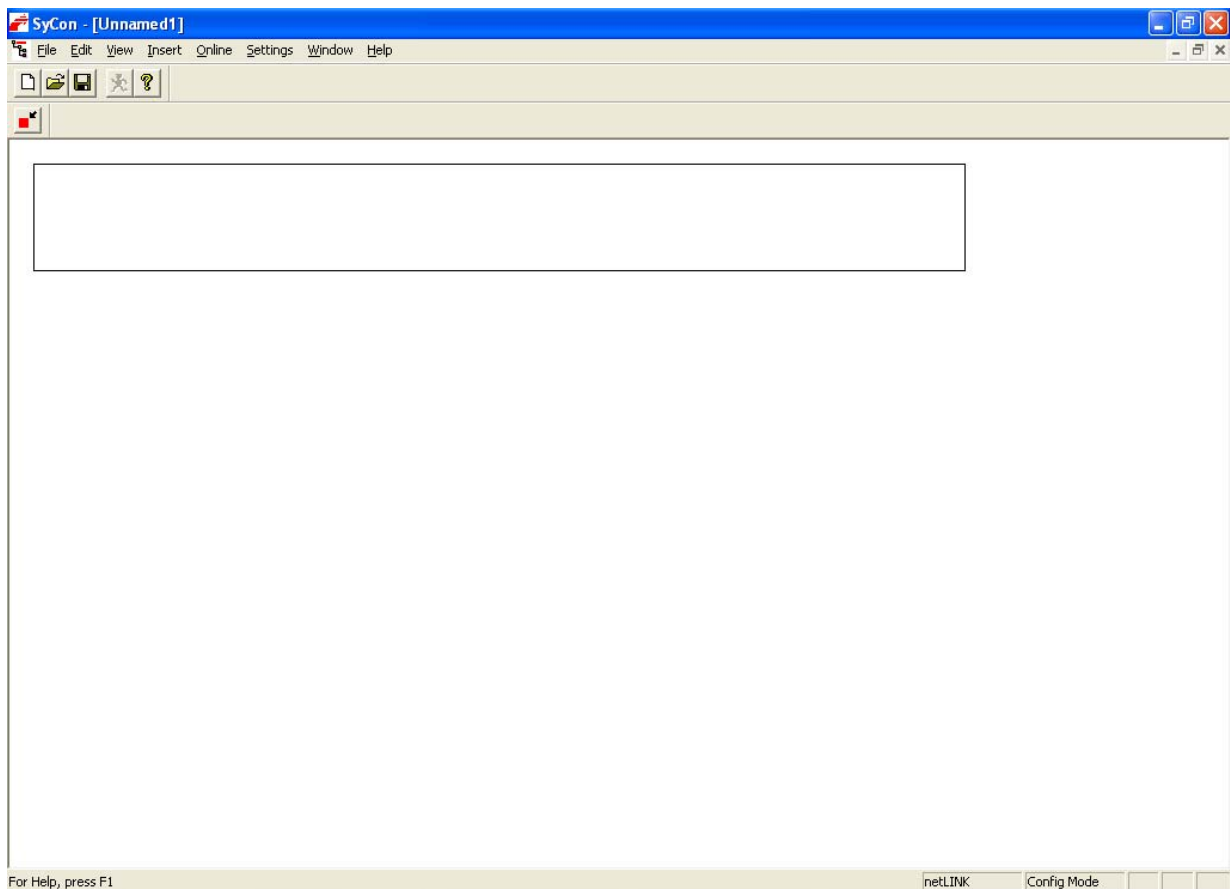 SyCon - [Unnamed1]
File Edit View Insert Online Settings Window Help
For Help, press F1 netLINK Config Mode